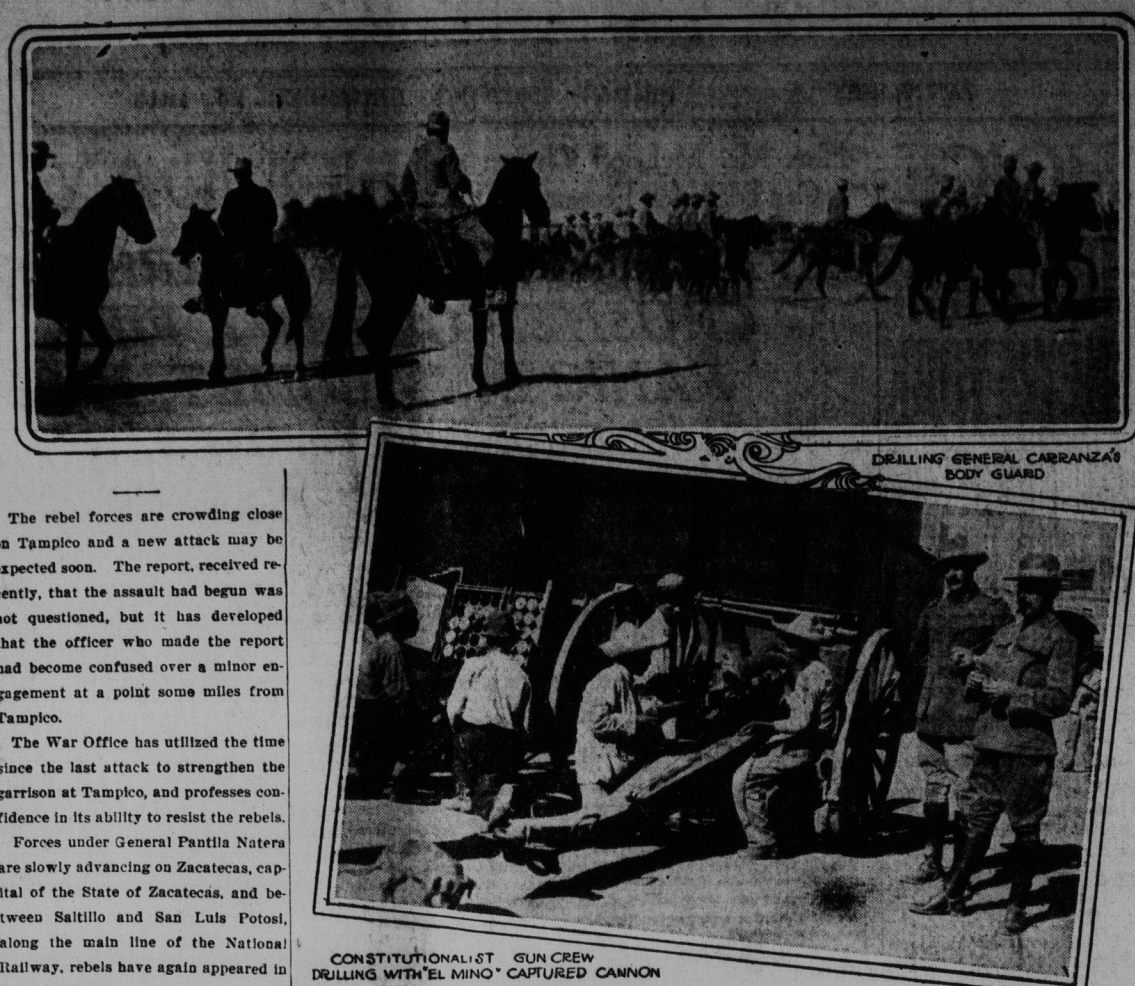 DRILLING GENERAL CARRANZA'S
BODY GUARD
The rebel forces are crowding close
on Tampico and a new attack may be
expected soon. The report, received re-
cently, that the assault had begun was
not questioned, but it has developed
that the officer who made the report
had become confused over a minor en-
gagement at a point some miles from
Tampico.
The War Office has utilized the time
since the last attack to strengthen the
garrison at Tampico, and professes con-
fidence in its ability to resist the rebels.
Forces under General Pantila Natera
are slowly advancing on Zacatecas, cap-
ital of the State of Zacatecas, and be-
tween Saltillo and San Luis Potosi,
along the main line of the National
Railway, rebels have again appeared in
CONSTITUTIONALIST GUN CREW
DRILLING WITH "EL MINO" CAPTURED CANNON